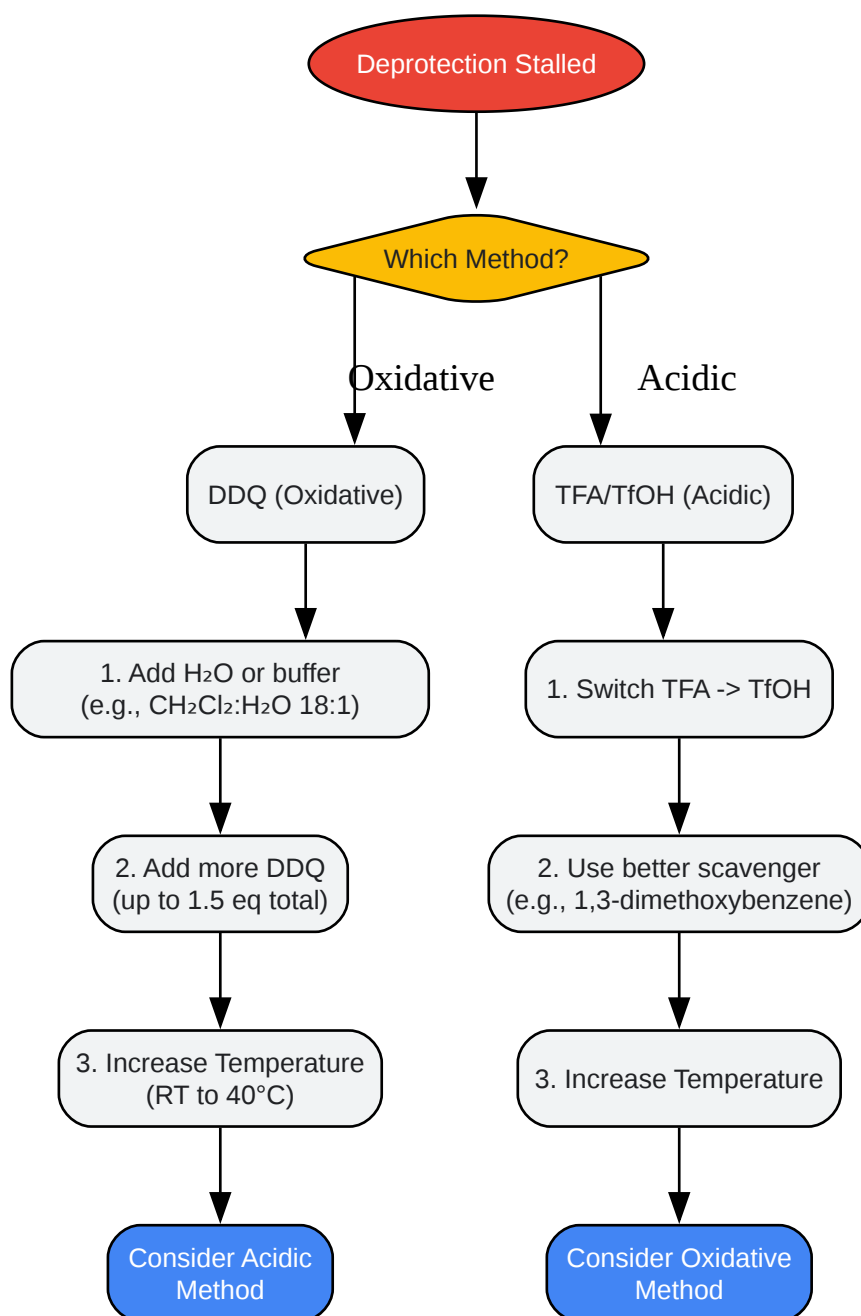 Deprotection Stalled
Which Method?
Oxidative
Acidic
DDQ (Oxidative)
TFA/TfOH (Acidic)
1. Add H₂O or buffer
(e.g., CH₂Cl₂:H₂O 18:1)
1. Switch TFA -> TfOH
2. Add more DDQ
(up to 1.5 eq total)
2. Use better scavenger
(e.g., 1,3-dimethoxybenzene)
3. Increase Temperature
(RT to 40°C)
3. Increase Temperature
Consider Acidic
Method
Consider Oxidative
Method